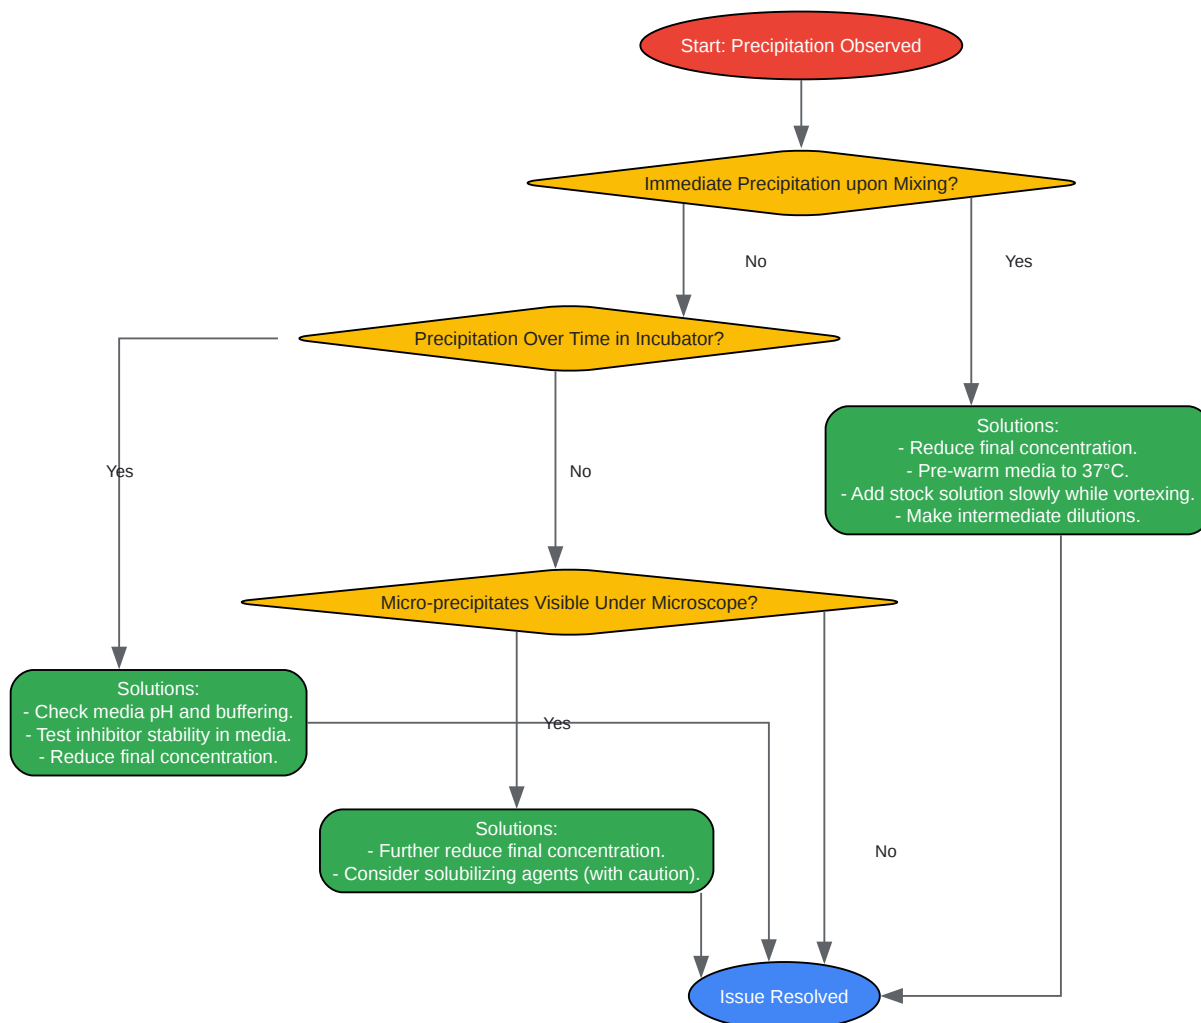 Start: Precipitation Observed
Immediate Precipitation upon Mixing?
No
Yes
Precipitation Over Time in Incubator?
Solutions:
- Reduce final concentration.
- Pre-warm media to 37°C.
- Add stock solution slowly while vortexing.
- Make intermediate dilutions.
Yes
No
Micro-precipitates Visible Under Microscope?
Solutions:
- Check media pH and buffering.
- Test inhibitor stability in media.
- Reduce final concentration.
Yes
Solutions:
- Further reduce final concentration.
- Consider solubilizing agents (with caution).
No
Issue Resolved